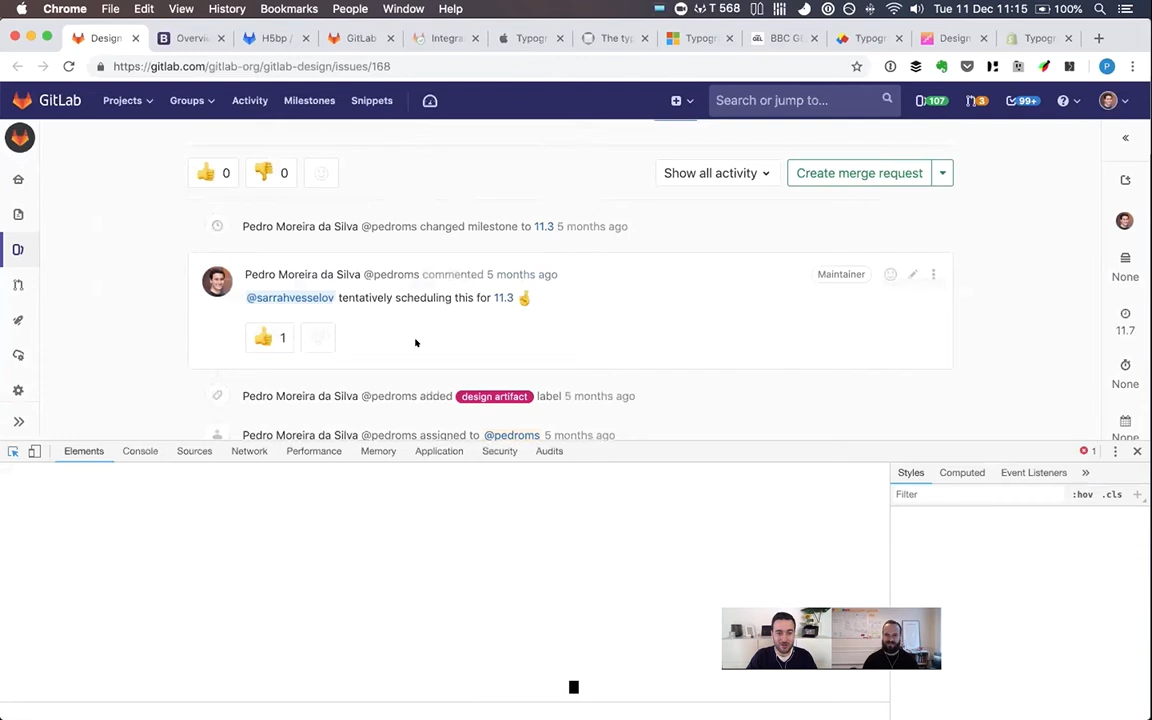 Chrome File Edit View History Bookmarks People Window Help T 568 Tue 11 Dec 11:15 100%
Design Overvi H5bp / GitLab Integra Typogr The ty Typogr BBC GE Typogr Design Typogr
https://gitlab.com/gitlab-org/gitlab-design/issues/168 P
GitLab Projects Groups Activity Milestones Snippets Search or jump to... 107 3 99+
👍 0 👎 0 Show all activity Create merge request
Pedro Moreira da Silva @pedroms changed milestone to 11.3 5 months ago
Pedro Moreira da Silva @pedroms commented 5 months ago Maintainer
None
@sarrahvesselov tentatively scheduling this for 11.3 🤞
11.7
👍 1
None
Pedro Moreira da Silva @pedroms added design artifact label 5 months ago
Pedro Moreira da Silva @pedroms assigned to @pedroms 5 months ago
None
Elements Console Sources Network Performance Memory Application Security Audits 1
Styles Computed Event Listeners »
Filter :hov .cls +